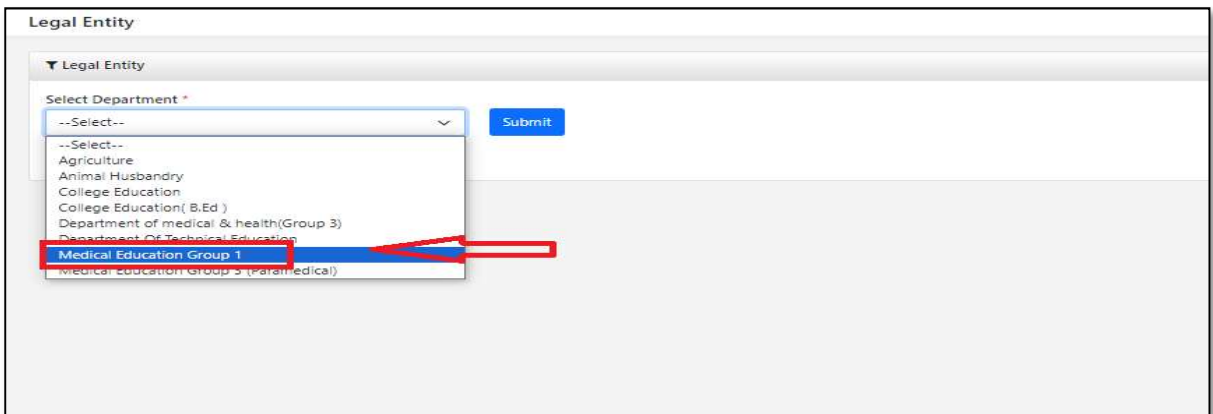 Legal Entity
Legal Entity
Select Department *
--Select--
Submit
--Select--
Agriculture
Animal Husbandry
College Education
College Education( B.Ed )
Department of medical & health(Group 3)
Department Of Technical Education
Medical Education Group 1
Medical Education Group 3 (Paramedical)